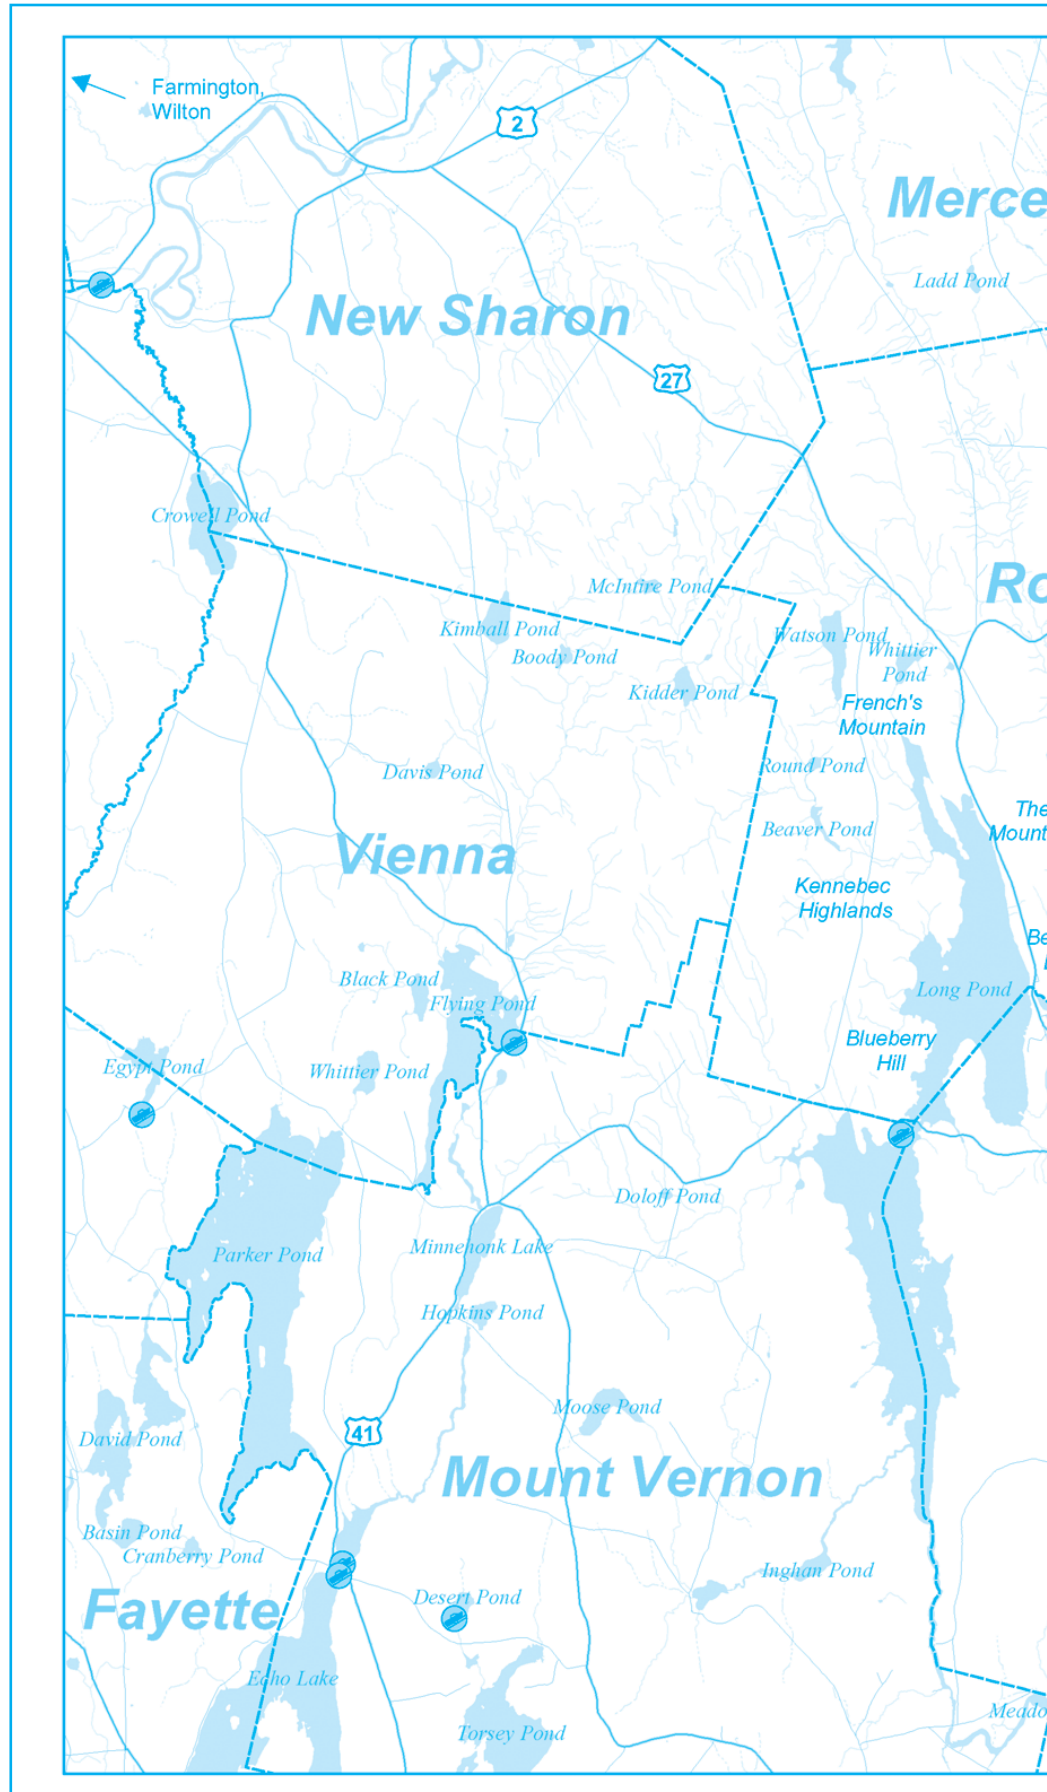 Farmington,
Wilton
2
Merce
Ladd Pond
New Sharon
27
Crowell Pond
McIntire Pond
Ro
Kimball Pond
Watson Pond
Boody Pond
Whittier
Pond
Kidder Pond
French's
Mountain
Davis Pond
Round Pond
The
Mount
Beaver Pond
Vienna
Kennebec
Highlands
Be
Black Pond
Long Pond
Flying Pond
Blueberry
Hill
Egypt Pond
Whittier Pond
Doloff Pond
Minnehonk Lake
Parker Pond
Hopkins Pond
Moose Pond
41
David Pond
Mount Vernon
Basin Pond
Cranberry Pond
Inghan Pond
Desert Pond
Fayette
Echo Lake
Meado
Torsey Pond